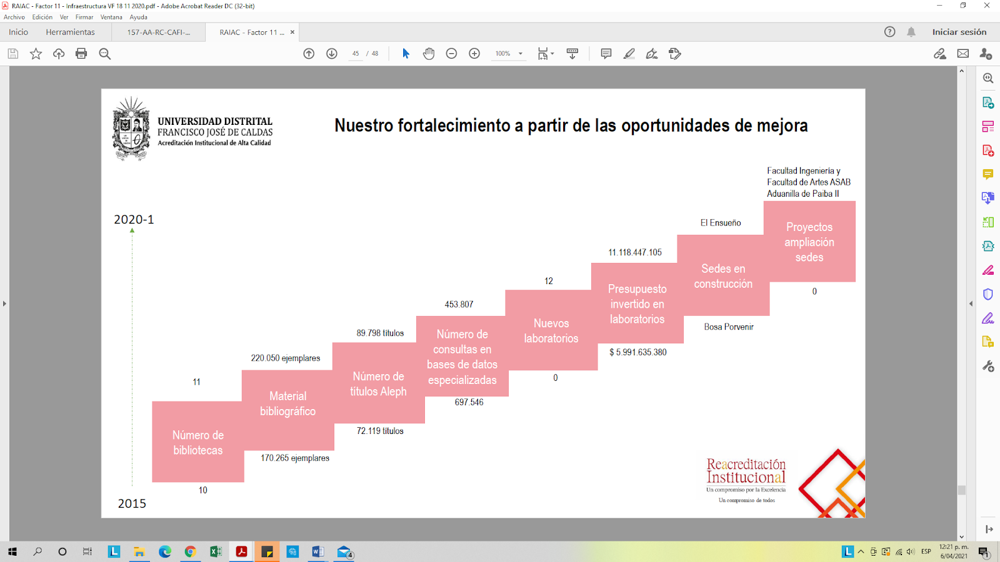 RAIAC - Factor 11 - Infraestructura VF 18 11 2020.pdf - Adobe Acrobat Reader DC (32-bit)
Archivo Edición Ver Firmar Ventana Ayuda
Inicio Herramientas 157-AA-RC-CAFI-... RAIAC - Factor 11 ... × Iniciar sesión
45 / 48 100%
UNIVERSIDAD DISTRITAL
FRANCISCO JOSÉ DE CALDAS
Acreditación Institucional de Alta Calidad
Nuestro fortalecimiento a partir de las oportunidades de mejora
2020-1
2015
11
Número de
bibliotecas
10
220.050 ejemplares
Material
bibliográfico
170.265 ejemplares
89.798 títulos
Número de
títulos Aleph
72.119 títulos
453.807
Número de
consultas en
bases de datos
especializadas
697.546
12
Nuevos
laboratorios
0
11.118.447.105
Presupuesto
invertido en
laboratorios
$ 5.991.635.380
El Ensueño
Sedes en
construcción
Bosa Porvenir
Facultad Ingeniería y
Facultad de Artes ASAB
Aduanilla de Paiba II
Proyectos
ampliación
sedes
0
Reacreditación
Institucional
Un compromiso por la Excelencia
Un compromiso de todos
L 4 L ESP 12:21 p. m.
6/04/2021 1